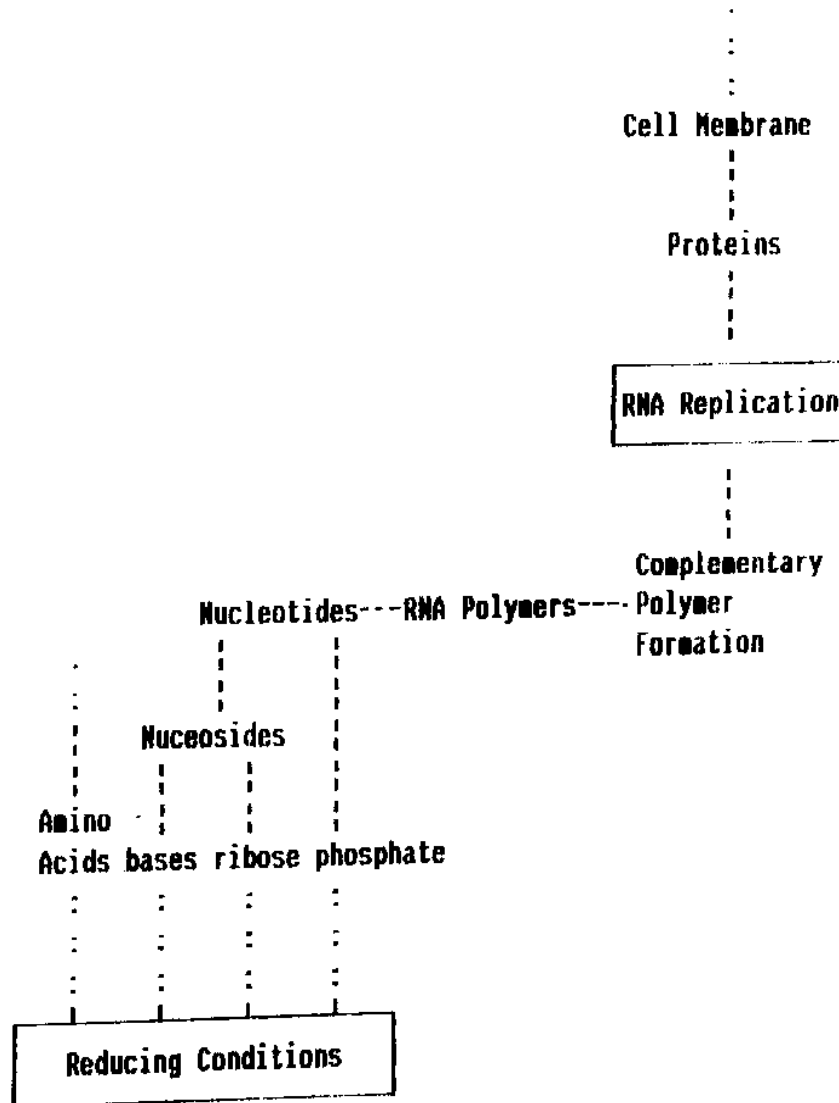 Cell Membrane
Proteins
RNA Replication
Complementary
Nucleotides---RNA Polymers----Polymer
Formation
Nuceosides
Amino
Acids bases ribose phosphate
Reducing Conditions